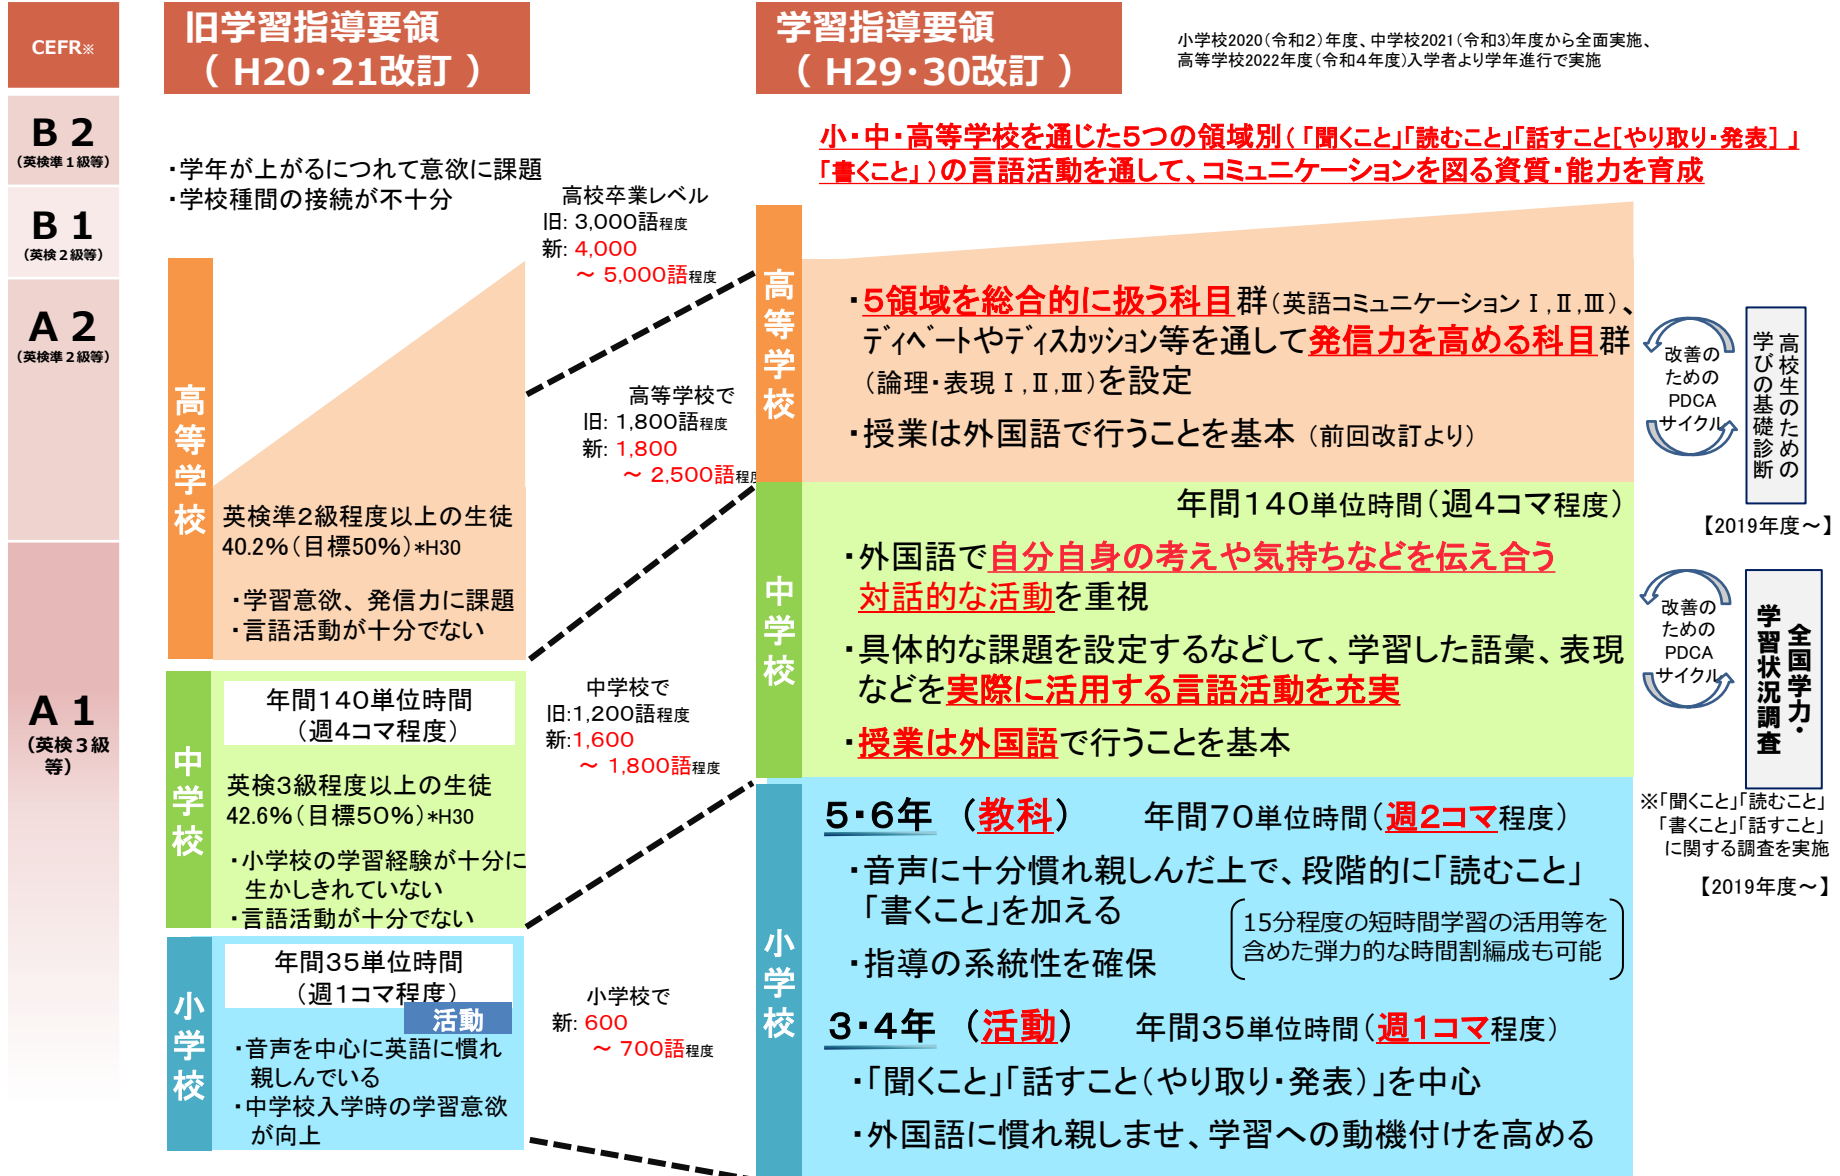 CEFR※
B2
(英検準1級等)
B1
(英検2級等)
A2
(英検準2級等)
A1
(英検3級
等)
旧学習指導要領
( H20・21改訂 )
・学年が上がるにつれて意欲に課題
・学校種間の接続が不十分
高等学校
英検準2級程度以上の生徒
40.2%(目標50%)*H30
・学習意欲、発信力に課題
・言語活動が十分でない
中学校
年間140単位時間
(週4コマ程度)
英検3級程度以上の生徒
42.6%(目標50%)*H30
・小学校の学習経験が十分に
生かしきれていない
・言語活動が十分でない
小学校
年間35単位時間
(週1コマ程度)
活動
・音声を中心に英語に慣れ
親しんでいる
・中学校入学時の学習意欲
が向上
高校卒業レベル
旧: 3,000語程度
新: 4,000
~ 5,000語程度
高等学校で
旧: 1,800語程度
新: 1,800
~ 2,500語程度
中学校で
旧:1,200語程度
新:1,600
~ 1,800語程度
小学校で
新: 600
~ 700語程度
学習指導要領
( H29・30改訂 )
小学校2020(令和2)年度、中学校2021(令和3)年度から全面実施、
高等学校2022年度(令和4年度)入学者より学年進行で実施
小・中・高等学校を通じた5つの領域別(「聞くこと」「読むこと」「話すこと[やり取り・発表]」
「書くこと」)の言語活動を通して、コミュニケーションを図る資質・能力を育成
高等学校
・5領域を総合的に扱う科目群(英語コミュニケーションⅠ,Ⅱ,Ⅲ)、
ディベートやディスカッション等を通して発信力を高める科目群
(論理・表現Ⅰ,Ⅱ,Ⅲ)を設定
・授業は外国語で行うことを基本(前回改訂より)
中学校
年間140単位時間(週4コマ程度)
・外国語で自分自身の考えや気持ちなどを伝え合う
対話的な活動を重視
・具体的な課題を設定するなどして、学習した語彙、表現
などを実際に活用する言語活動を充実
・授業は外国語で行うことを基本
小学校
5・6年 (教科) 年間70単位時間(週2コマ程度)
・音声に十分慣れ親しんだ上で、段階的に「読むこと」
「書くこと」を加える
・指導の系統性を確保
15分程度の短時間学習の活用等を
含めた弾力的な時間割編成も可能
3・4年 (活動) 年間35単位時間(週1コマ程度)
・「聞くこと」「話すこと(やり取り・発表)」を中心
・外国語に慣れ親しませ、学習への動機付けを高める
改善の
ための
PDCA
サイクル
高校生のための
学びの基礎診断
【2019年度~】
改善の
ための
PDCA
サイクル
全国学力・
学習状況調査
※「聞くこと」「読むこと」
「書くこと」「話すこと」
に関する調査を実施
【2019年度~】